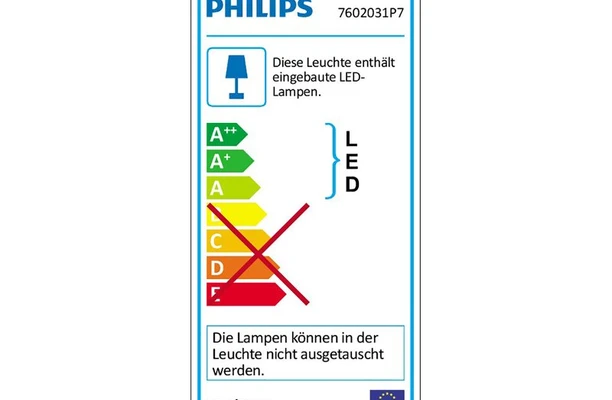 PHILIPS 7602031P7
Diese Leuchte enthält
eingebaute LED-
Lampen.
A++
A+
A
L
E
D
C
D
E
Die Lampen können in der
Leuchte nicht ausgetauscht
werden.